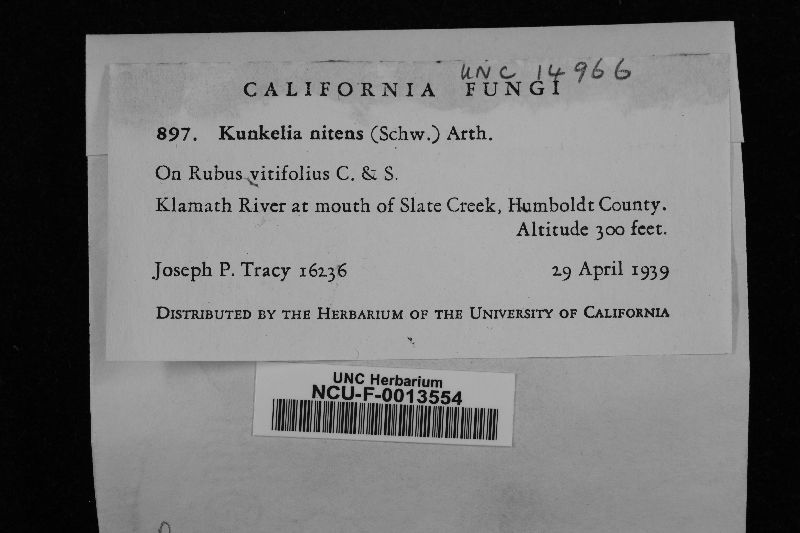 UNC 14966
CALIFORNIA FUNGI
897. Kunkelia nitens (Schw.) Arth.
On Rubus vitifolius C. & S.
Klamath River at mouth of Slate Creek, Humboldt County.
Altitude 300 feet.
Joseph P. Tracy 16236 29 April 1939
DISTRIBUTED BY THE HERBARIUM OF THE UNIVERSITY OF CALIFORNIA
UNC Herbarium
NCU-F-0013554